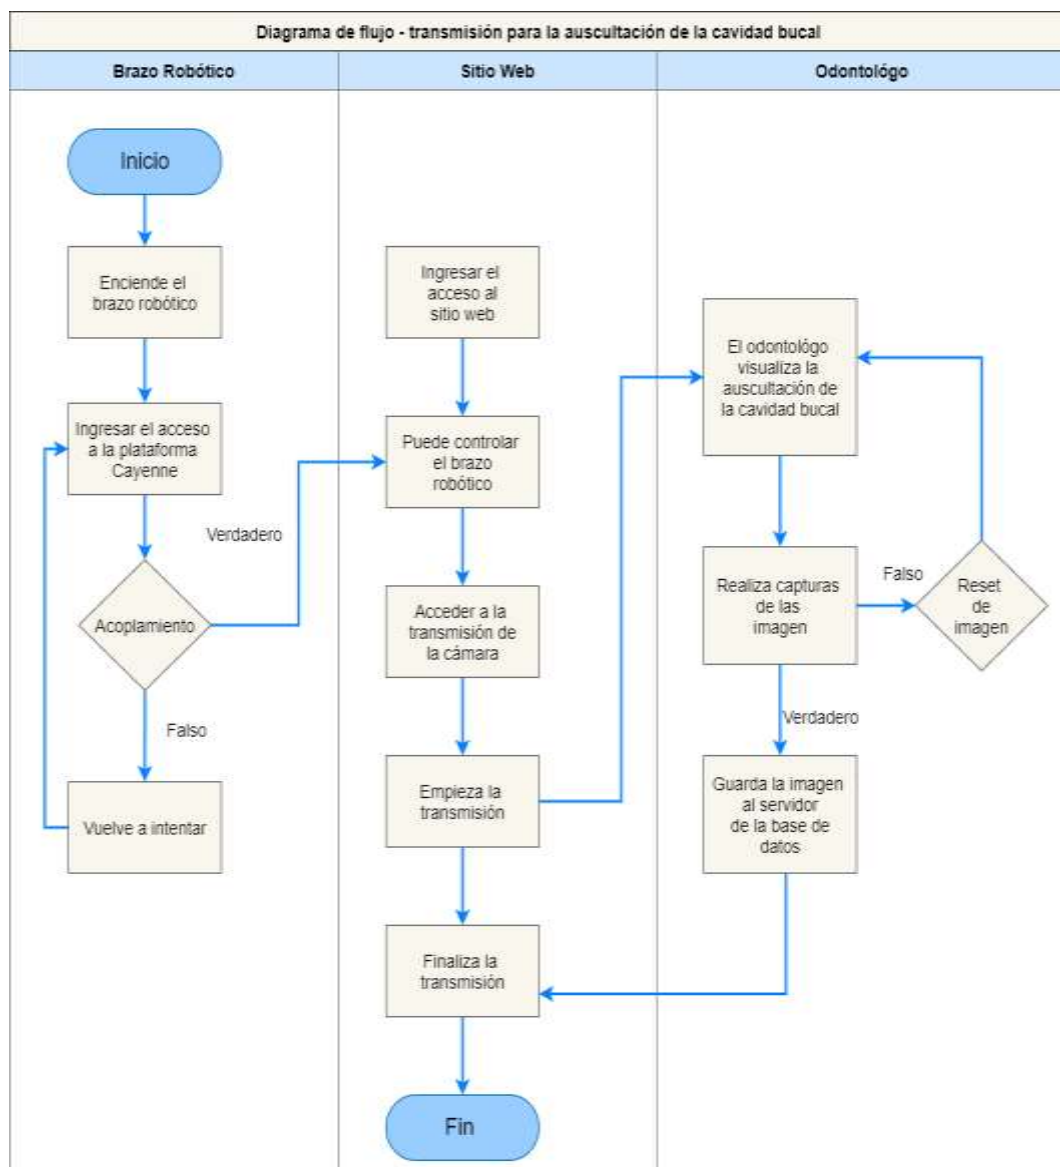 Diagrama de flujo - transmisión para la auscultación de la cavidad bucal
Brazo Robótico
Sitio Web
Odontológo
Inicio
Enciende el
brazo robótico
Ingresar el acceso
a la plataforma
Cayenne
Verdadero
Acoplamiento
Falso
Vuelve a intentar
Ingresar el
acceso al
sitio web
Puede controlar
el brazo
robótico
Acceder a la
transmisión de
la cámara
Empieza la
transmisión
Finaliza la
transmisión
Fin
El odontológo
visualiza la
auscultación de
la cavidad bucal
Realiza capturas
de las
imagen
Falso
Reset
de
imagen
Verdadero
Guarda la imagen
al servidor
de la base de
datos